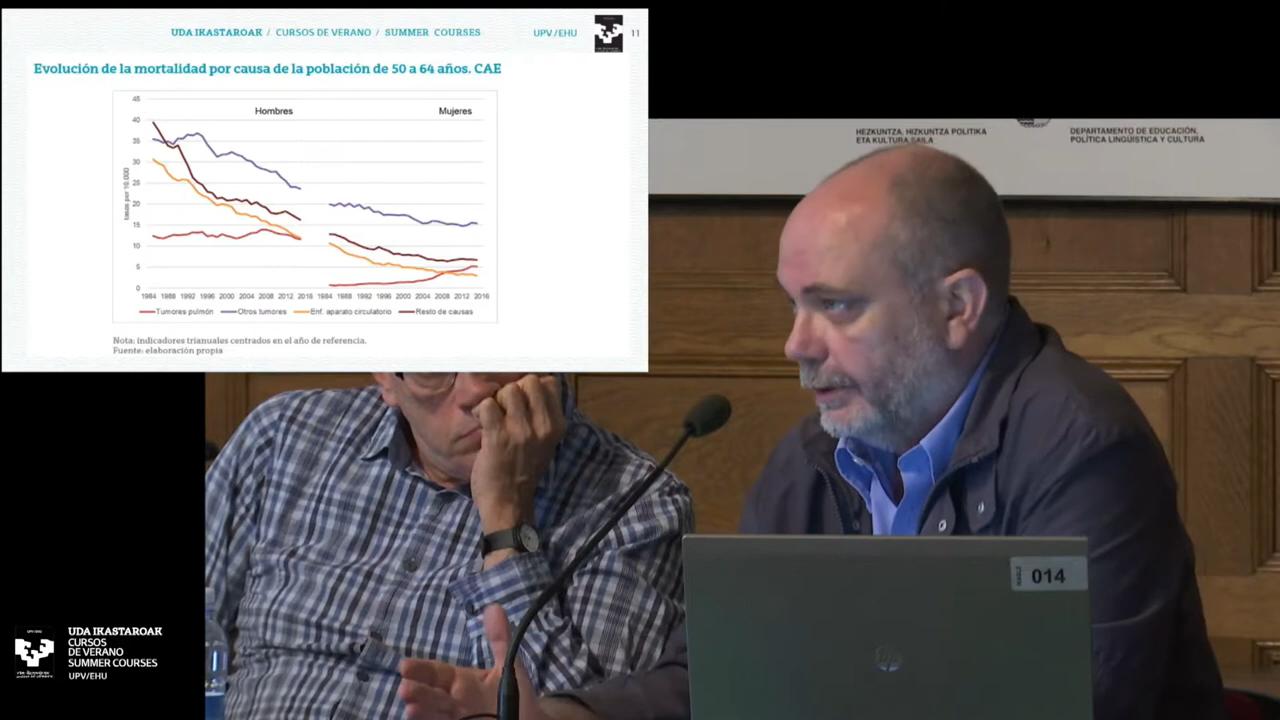 UDA IKASTAROAK / CURSOS DE VERANO / SUMMER COURSES
UPV/EHU
11
Evolución de la mortalidad por causa de la población de 50 a 64 años. CAE
Hombres
Mujeres
tasas por 10.000
45
40
35
30
25
20
15
10
5
0
1984 1988 1992 1996 2000 2004 2008 2012 2016 1984 1988 1992 1996 2000 2004 2008 2012 2016
Tumores pulmón Otros tumores Enf. aparato circulatorio Resto de causas
Nota: indicadores trianuales centrados en el año de referencia.
Fuente: elaboración propia
HEZKUNTZA, HIZKUNTZA POLITIKA
ETA KULTURA SAILA
DEPARTAMENTO DE EDUCACIÓN,
POLÍTICA LINGÜÍSTICA Y CULTURA
014
hp
UDA IKASTAROAK
CURSOS
DE VERANO
SUMMER COURSES
UPV/EHU